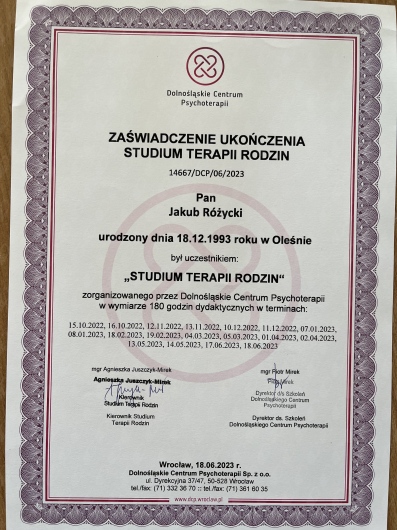 Dolnośląskie Centrum
Psychoterapii
ZAŚWIADCZENIE UKOŃCZENIA
STUDIUM TERAPII RODZIN
14667/DCP/06/2023
Pan
Jakub Różycki
urodzony dnia 18.12.1993 roku w Oleśnie
był uczestnikiem:
„STUDIUM TERAPII RODZIN“
zorganizowanego przez Dolnośląskie Centrum Psychoterapii
w wymiarze 180 godzin dydaktycznych w terminach:
15.10.2022, 16.10.2022, 12.11.2022, 13.11.2022, 10.12.2022, 11.12.2022, 07.01.2023,
08.01.2023, 18.02.2023, 19.02.2023, 04.03.2023, 05.03.2023, 01.04.2023, 02.04.2023,
13.05.2023, 14.05.2023, 17.06.2023, 18.06.2023
mgr Agnieszka Juszczyk-Mirek
Agnieszka Juszczyk-Mirek
Kierownik
Studium Terapii Rodzin
Kierownik Studium
Terapii Rodzin
mgr Piotr Mirek
Piotr Mirek
Dyrektor d/s Szkoleń
Dolnośląskiego Centrum
Psychoterapii
Dyrektor ds. Szkoleń
Dolnośląskiego Centrum Psychoterapii
Wrocław, 18.06.2023 r.
Dolnośląskie Centrum Psychoterapii Sp. z o.o.
ul. Dyrekcyjna 37/47, 50-528 Wrocław
tel./fax: (71) 332 36 70 :: tel./fax: (71) 361 60 35
www.dcp.wroclaw.pl